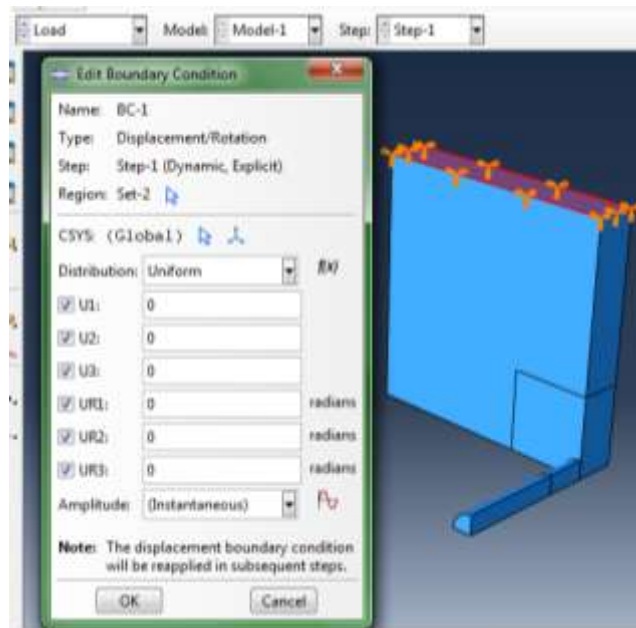 Load Model: Model-1 Step: Step-1
Edit Boundary Condition
Name: BC-1
Type: Displacement/Rotation
Step: Step-1 (Dynamic, Explicit)
Region: Set-2
CSYS: (Global)
Distribution: Uniform f(x)
U1: 0
U2: 0
U3: 0
UR1: 0 radians
UR2: 0 radians
UR3: 0 radians
Amplitude: (Instantaneous)
Note: The displacement boundary condition
will be reapplied in subsequent steps.
OK Cancel